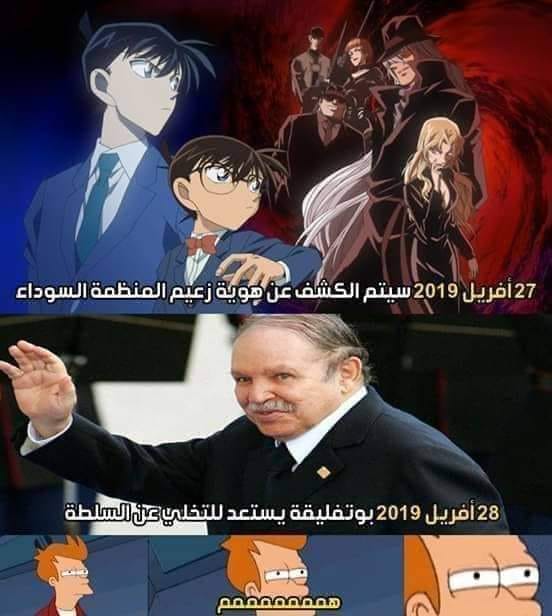 27 أفريل 2019 سيتم الكشف عن هوية زعيم المنظمة السوداء
28 أفريل 2019 بوتفليقة يستعد للتخلي عن السلطة
همممممممم